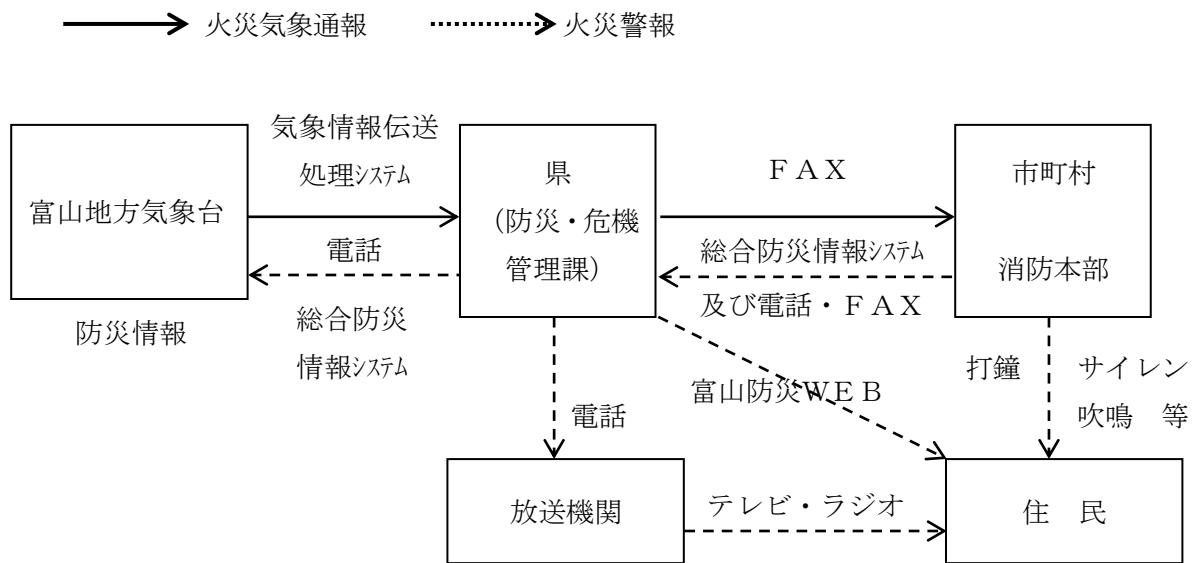 火災気象通報
火災警報
気象情報伝送
処理ｼｽﾃﾑ
富山地方気象台
電話
総合防災
情報ｼｽﾃﾑ
防災情報
県
（防災・危機
管理課）
ＦＡＸ
総合防災情報ｼｽﾃﾑ
及び電話・ＦＡＸ
市町村
消防本部
打鐘
サイレン
吹鳴　等
富山防災ＷＥＢ
電話
放送機関
テレビ・ラジオ
住　民